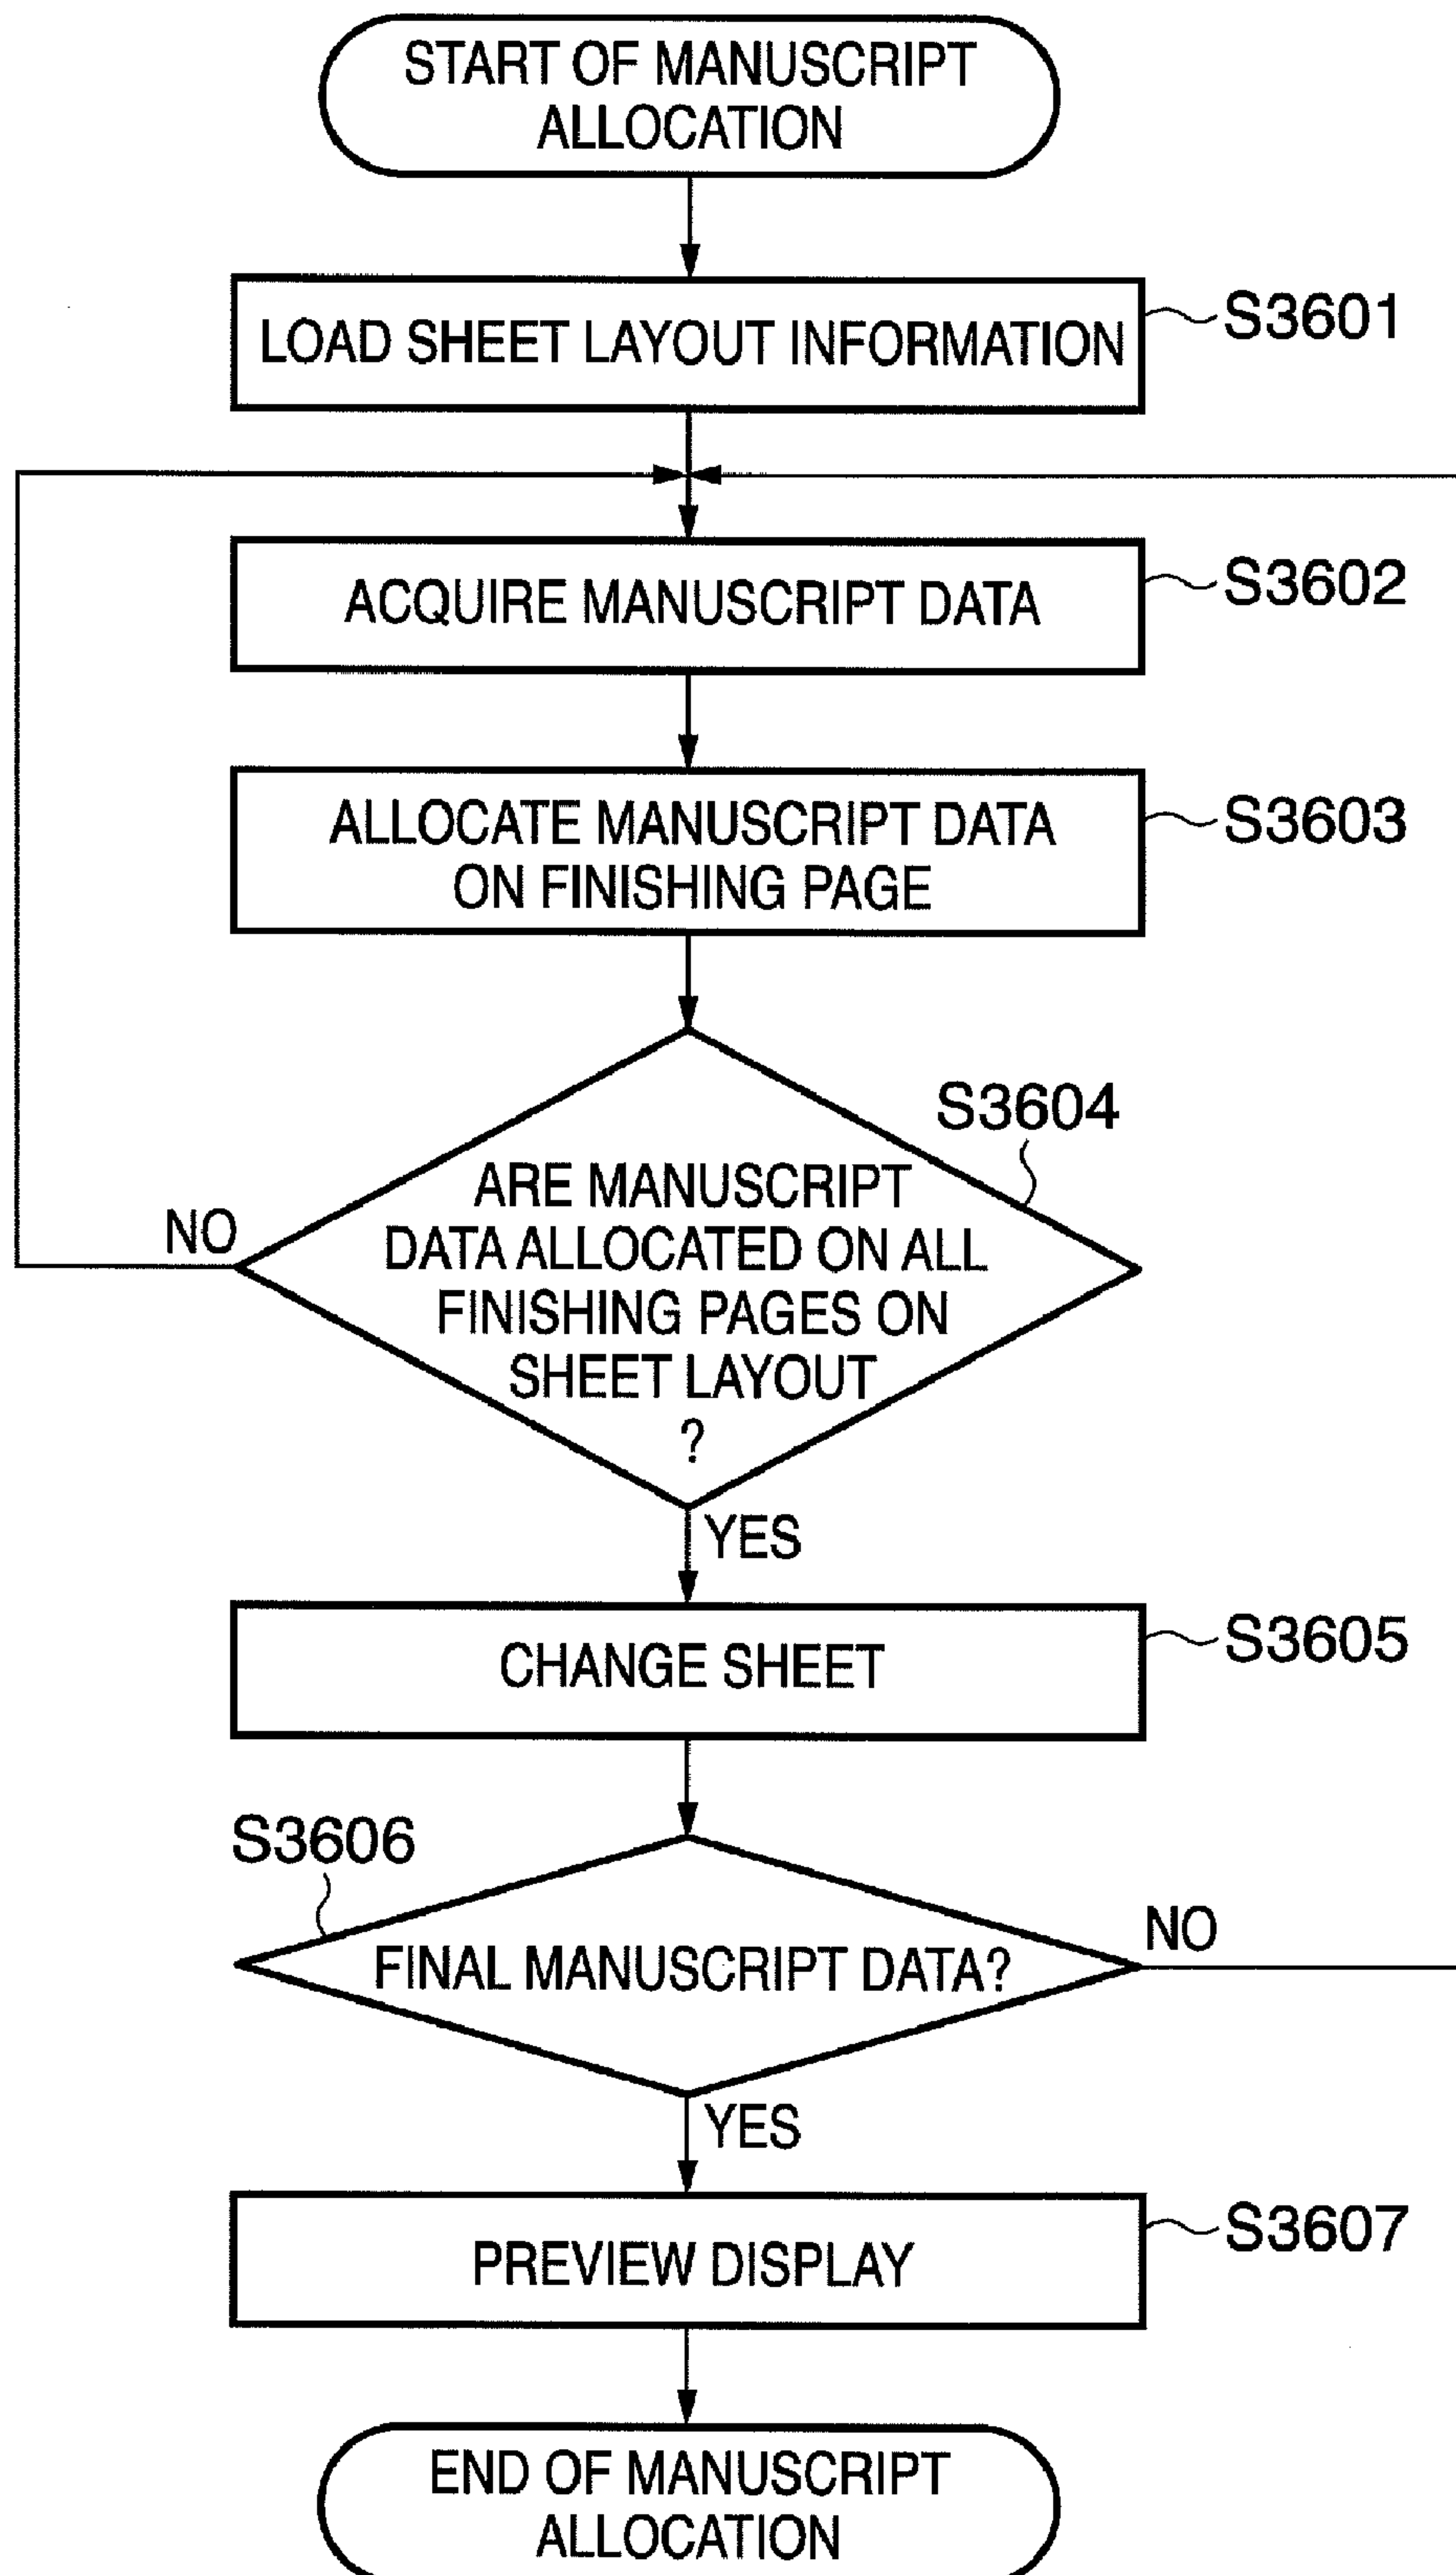 START OF MANUSCRIPT
ALLOCATION
LOAD SHEET LAYOUT INFORMATION
S3601
ACQUIRE MANUSCRIPT DATA
S3602
ALLOCATE MANUSCRIPT DATA
ON FINISHING PAGE
S3603
S3604
ARE MANUSCRIPT
DATA ALLOCATED ON ALL
FINISHING PAGES ON
SHEET LAYOUT
?
NO
YES
CHANGE SHEET
S3605
S3606
FINAL MANUSCRIPT DATA?
NO
YES
PREVIEW DISPLAY
S3607
END OF MANUSCRIPT
ALLOCATION